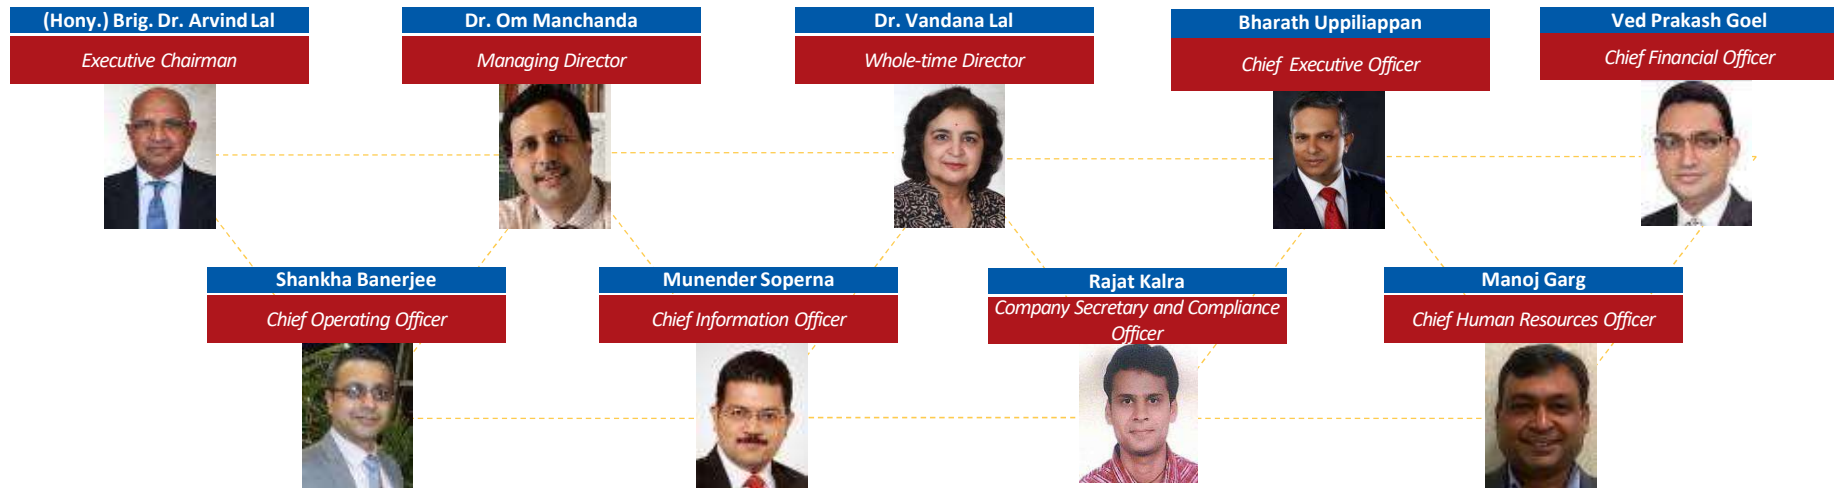 (Hony.) Brig. Dr. Arvind Lal
Executive Chairman
Dr. Om Manchanda
Managing Director
Dr. Vandana Lal
Whole-time Director
Bharath Uppiliappan
Chief Executive Officer
Ved Prakash Goel
Chief Financial Officer
Shankha Banerjee
Chief Operating Officer
Munender Soperna
Chief Information Officer
Rajat Kalra
Company Secretary and Compliance
Officer
Manoj Garg
Chief Human Resources Officer